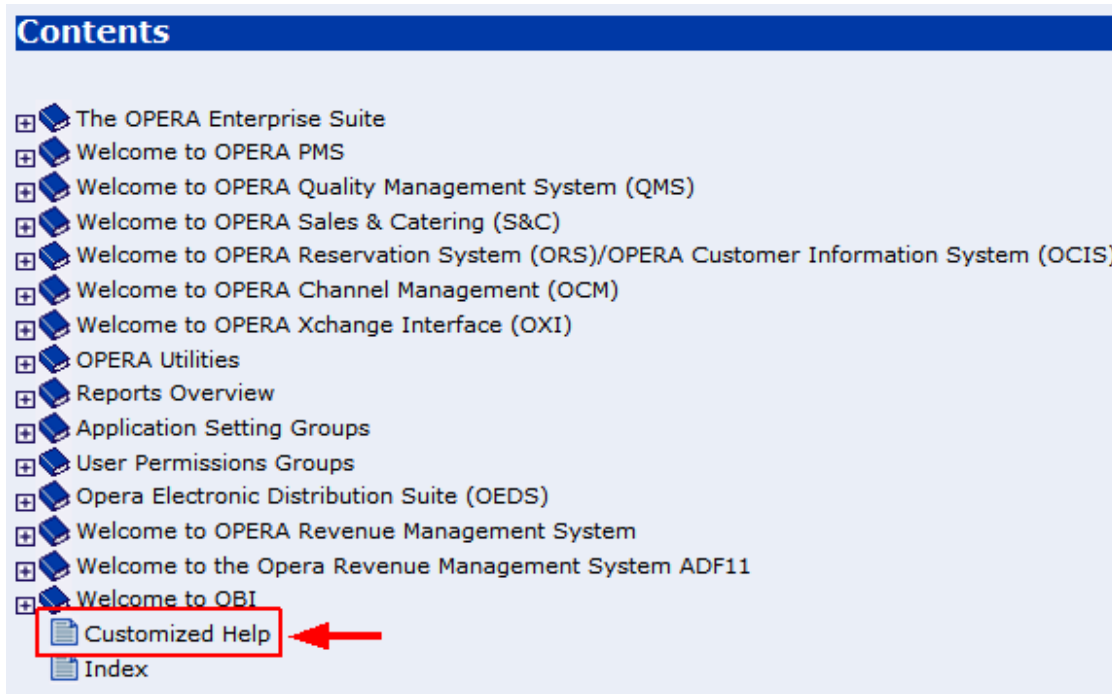 Contents
The OPERA Enterprise Suite
Welcome to OPERA PMS
Welcome to OPERA Quality Management System (QMS)
Welcome to OPERA Sales & Catering (S&C)
Welcome to OPERA Reservation System (ORS)/OPERA Customer Information System (OCIS)
Welcome to OPERA Channel Management (OCM)
Welcome to OPERA Xchange Interface (OXI)
OPERA Utilities
Reports Overview
Application Setting Groups
User Permissions Groups
Opera Electronic Distribution Suite (OEDS)
Welcome to OPERA Revenue Management System
Welcome to the Opera Revenue Management System ADF11
Welcome to OBI
Customized Help
Index